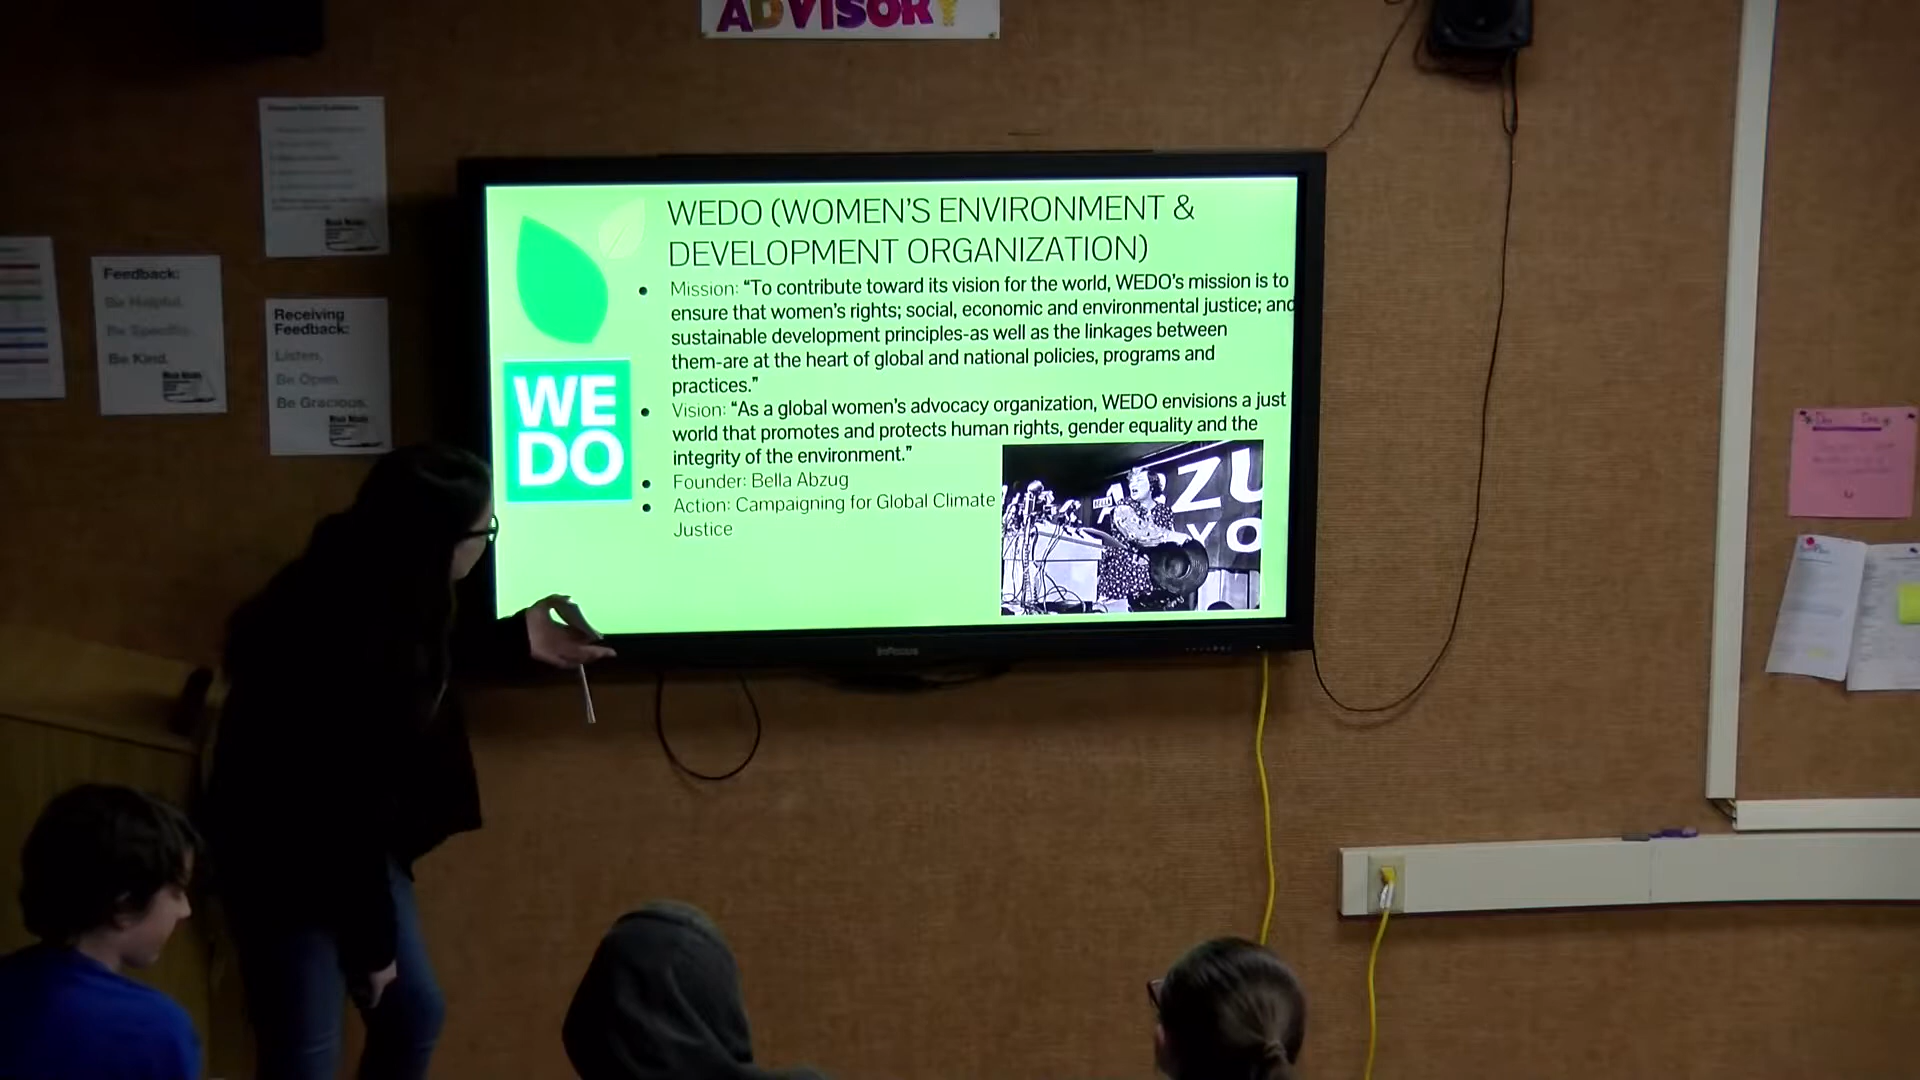 ADVISORY
WEDO (WOMEN'S ENVIRONMENT &
DEVELOPMENT ORGANIZATION)
• Mission: “To contribute toward its vision for the world, WEDO's mission is to
ensure that women's rights; social, economic and environmental justice; and
sustainable development principles-as well as the linkages between
them-are at the heart of global and national policies, programs and
practices.”
• Vision: “As a global women's advocacy organization, WEDO envisions a just
world that promotes and protects human rights, gender equality and the
integrity of the environment.”
• Founder: Bella Abzug
• Action: Campaigning for Global Climate
Justice
WE
DO
ABZU
YO
BELLA
InFocus
Feedback:
Be Helpful.
Be Specific.
Be Kind.
Receiving
Feedback:
Listen.
Be Open.
Be Gracious.